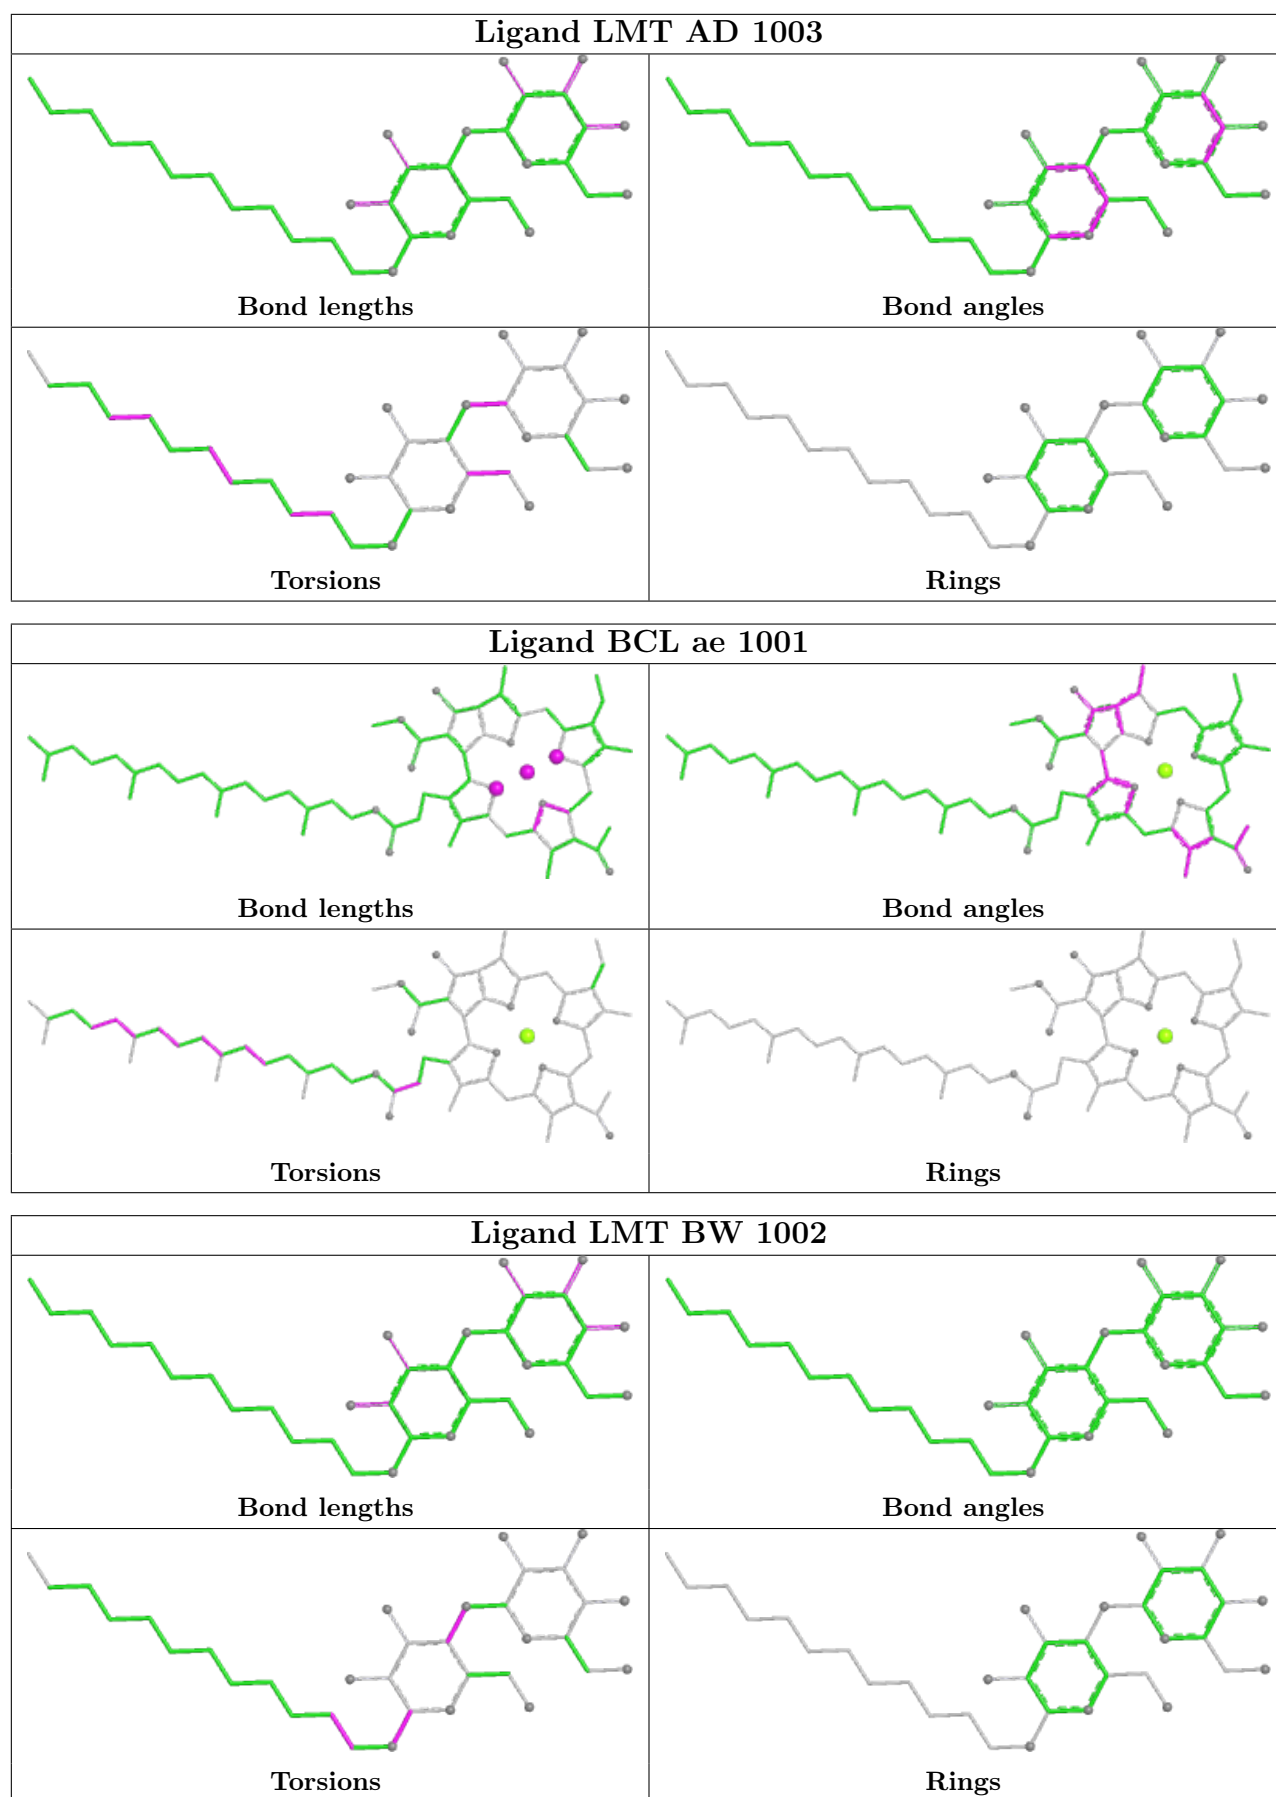 Ligand LMT AD 1003
Bond lengths
Bond angles
Torsions
Rings
Ligand BCL ae 1001
Bond lengths
Bond angles
Torsions
Rings
Ligand LMT BW 1002
Bond lengths
Bond angles
Torsions
Rings